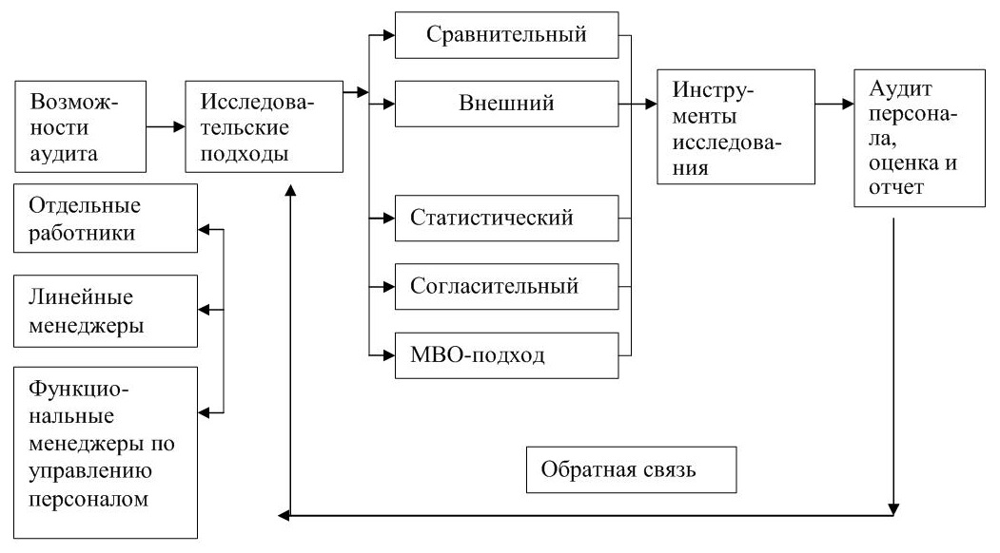 Возмож-
ности
аудита
Исследова-
тельские
подходы
Сравнительный
Внешний
Статистический
Согласительный
МВО-подход
Инстру-
менты
исследова-
ния
Аудит
персона-
ла,
оценка и
отчет
Отдельные
работники
Линейные
менеджеры
Функцио-
нальные
менеджеры по
управлению
персоналом
Обратная связь